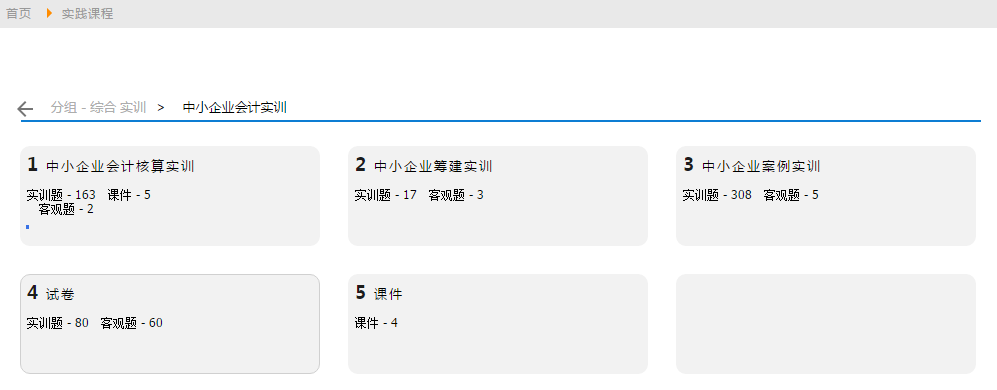 首页 实践课程
分组 - 综合 实训 > 中小企业会计实训
1 中小企业会计核算实训
实训题 - 163 课件 - 5
客观题 - 2
2 中小企业筹建实训
实训题 - 17 客观题 - 3
3 中小企业案例实训
实训题 - 308 客观题 - 5
4 试卷
实训题 - 80 客观题 - 60
5 课件
课件 - 4